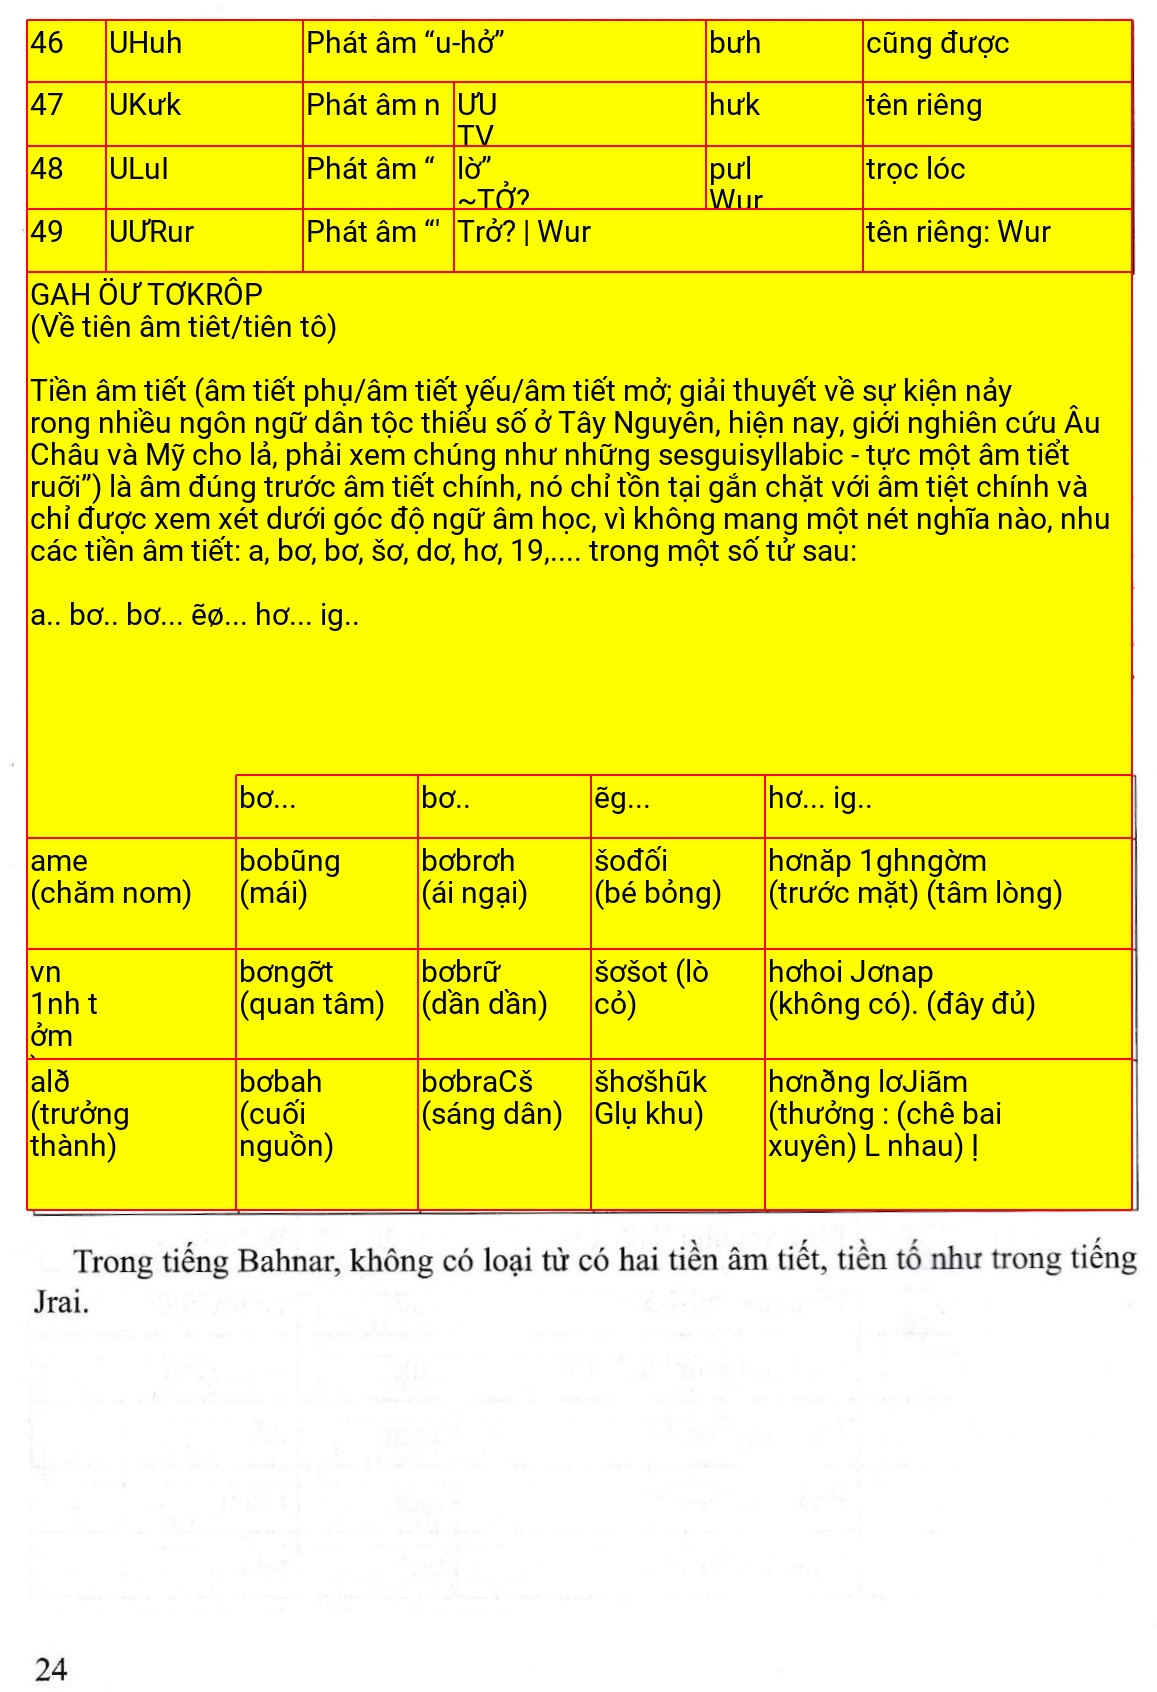 46 UHuh Phát âm “u-hở” bưh cũng được
47 UKưk Phát âm n ƯU hưk tên riêng
TV
48 ULul Phát âm “ lờ” pưl trọc lóc
~TỞ? Wur
49 UƯRur Phát âm “‘' Trở? | Wur tên riêng: Wur
GAH ÖƯ TƠKRÔP
(Về tiên âm tiêt/tiên tô)
Tiền âm tiết (âm tiết phụ/âm tiết yếu/âm tiết mở; giải thuyết về sự kiện nảy
rong nhiều ngôn ngữ dân tộc thiểu số ở Tây Nguyên, hiện nay, giới nghiên cứu Âu
Châu và Mỹ cho lả, phải xem chúng như những sesguisyllabic - tực một âm tiểt
ruỡi”) là âm đúng trước âm tiết chính, nó chỉ tồn tại gắn chặt với âm tiệt chính và
chỉ được xem xét dưới góc độ ngữ âm học, vì không mang một nét nghĩa nào, nhu
các tiền âm tiết: a, bơ, bơ, šơ, dơ, hơ, 19,.... trong một số tử sau:
a.. bơ.. bơ... ẽø... hơ... ig..
bơ... bơ.. ẽg... hơ... ig..
ame bobũng bơbrơh šođối hơnăp 1ghngờm
(chăm nom) (mái) (ái ngại) (bé bỏng) (trước mặt) (tâm lòng)
vn bơngỡt bơbrữ šơšot (lò hơhoi Jơnap
1nh t (quan tâm) (dần dần) cỏ) (không có). (đây đủ)
ởm
alð bơbah bơbraCš šhơšhũk hơnðng lơJiãm
(trưởng (cuối (sáng dân) Glụ khu) (thưởng : (chê bai
thành) nguồn) xuyên) L nhau) Ị
Trong tiếng Bahnar, không có loại từ có hai tiền âm tiết, tiền tố như trong tiếng
Jrai.
24